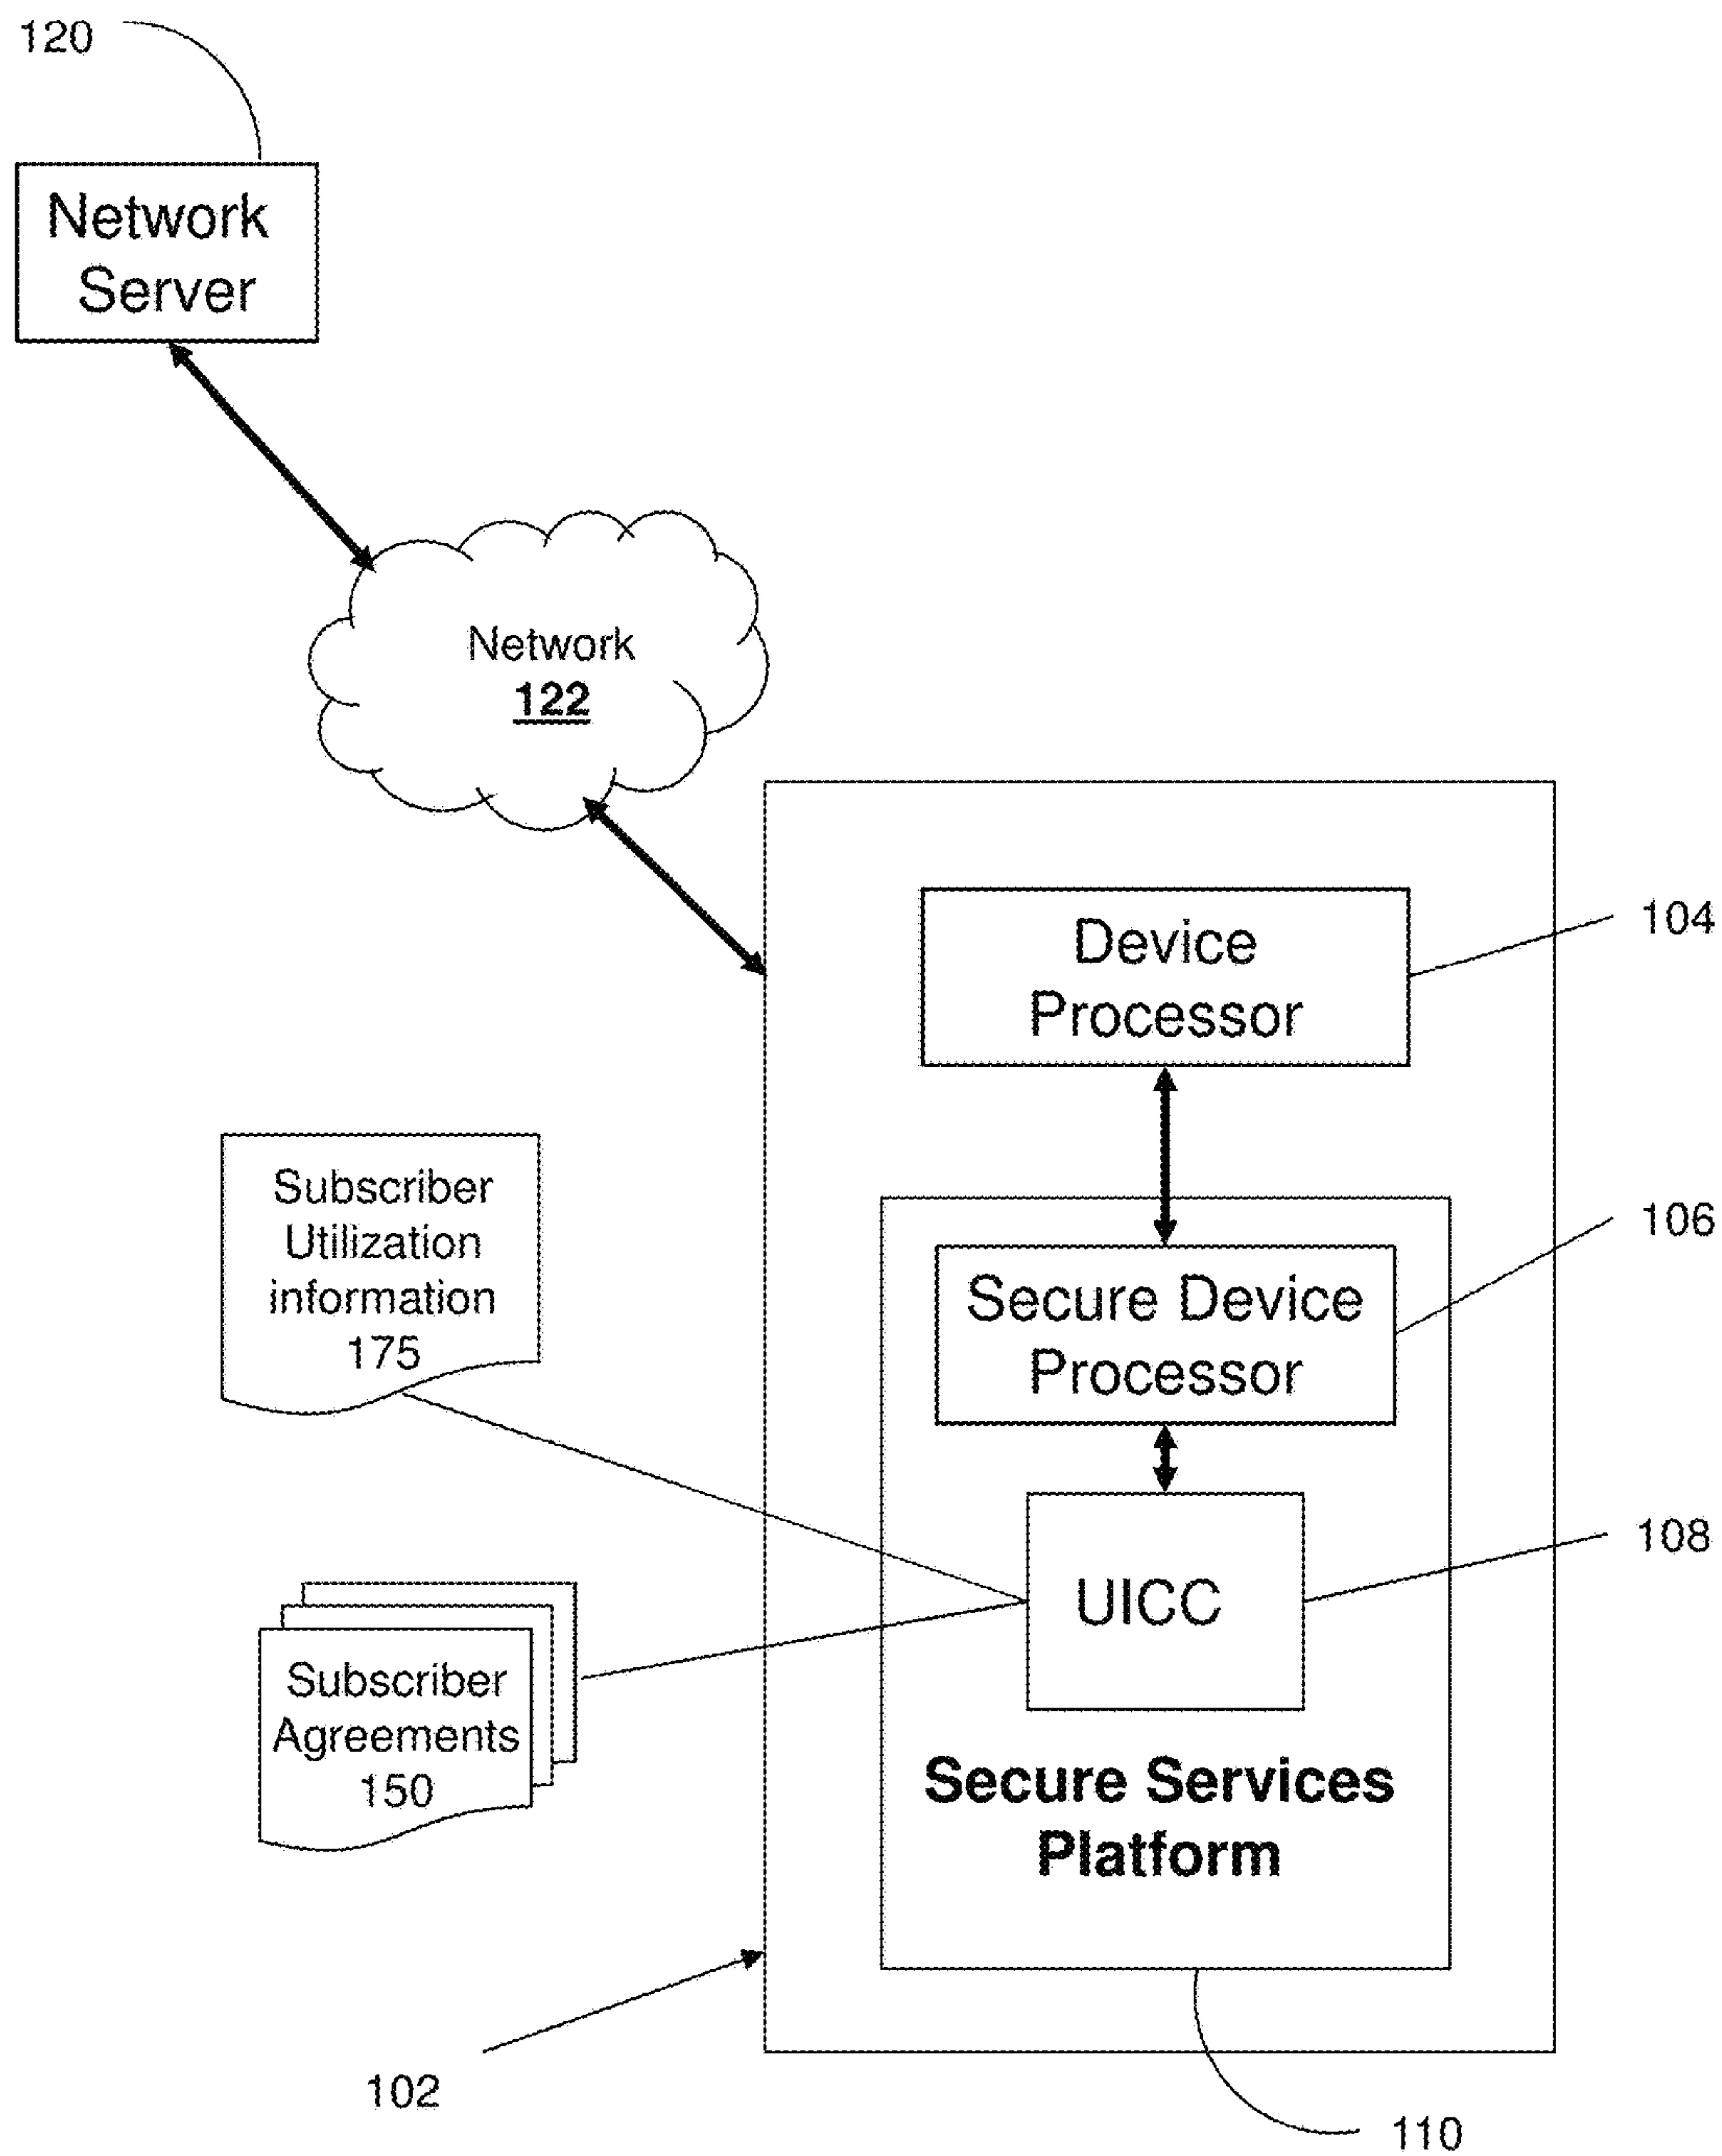 120
Network
Server
Network
122
Device
Processor
104
Subscriber
Utilization
information
175
Secure Device
Processor
106
UICC
108
Subscriber
Agreements
150
Secure Services
Platform
102
110